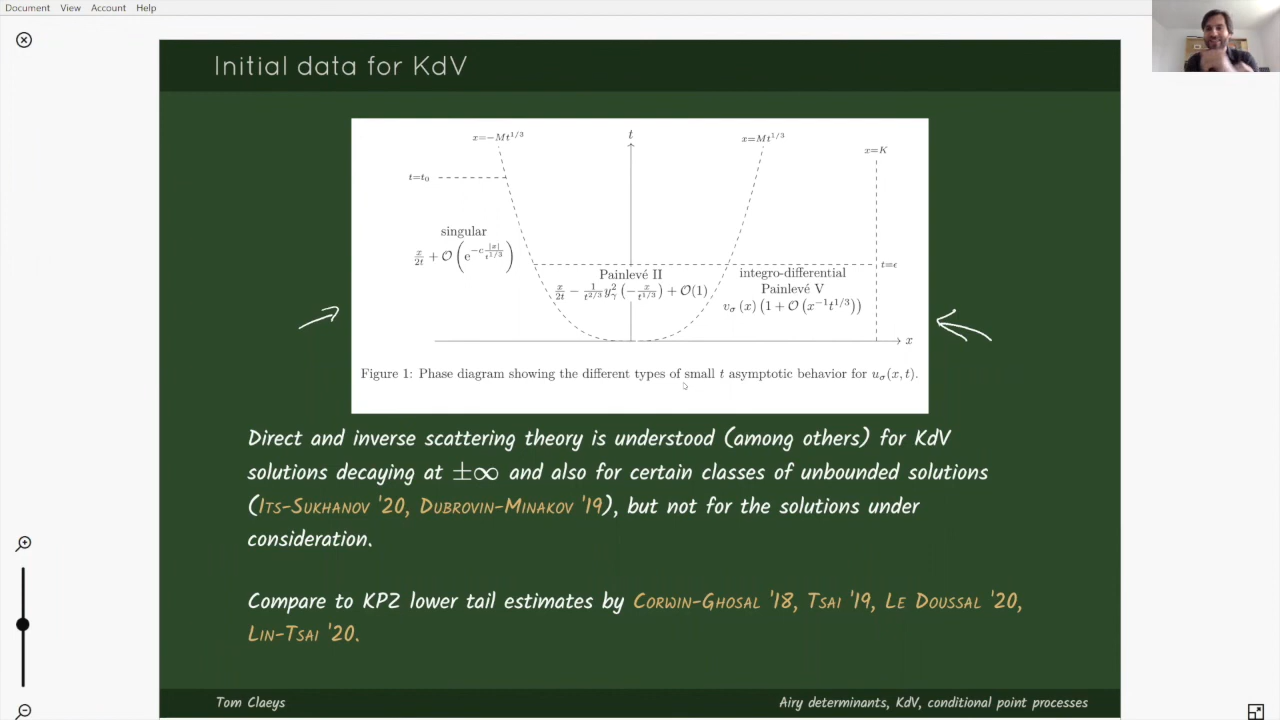 Document View Account Help
Initial data for KdV
x=−Mt^{1/3}
t
x=Mt^{1/3}
x=K
t=t₀
singular
x/2t + O(e^{−c|x|/t^{1/3}})
Painlevé II
x/2t − 1/t^{2/3} y²_γ(−x/t^{1/3}) + O(1)
integro-differential
Painlevé V
v_σ(x)(1 + O(x^{−1}t^{1/3}))
t=ϵ
x
Figure 1: Phase diagram showing the different types of small t asymptotic behavior for u_σ(x, t).
Direct and inverse scattering theory is understood (among others) for KdV
solutions decaying at ±∞ and also for certain classes of unbounded solutions
(Its-Sukhanov '20, Dubrovin-Minakov '19), but not for the solutions under
consideration.
Compare to KPZ lower tail estimates by Corwin-Ghosal '18, Tsai '19, Le Doussal '20,
Lin-Tsai '20.
Tom Claeys
Airy determinants, KdV, conditional point processes